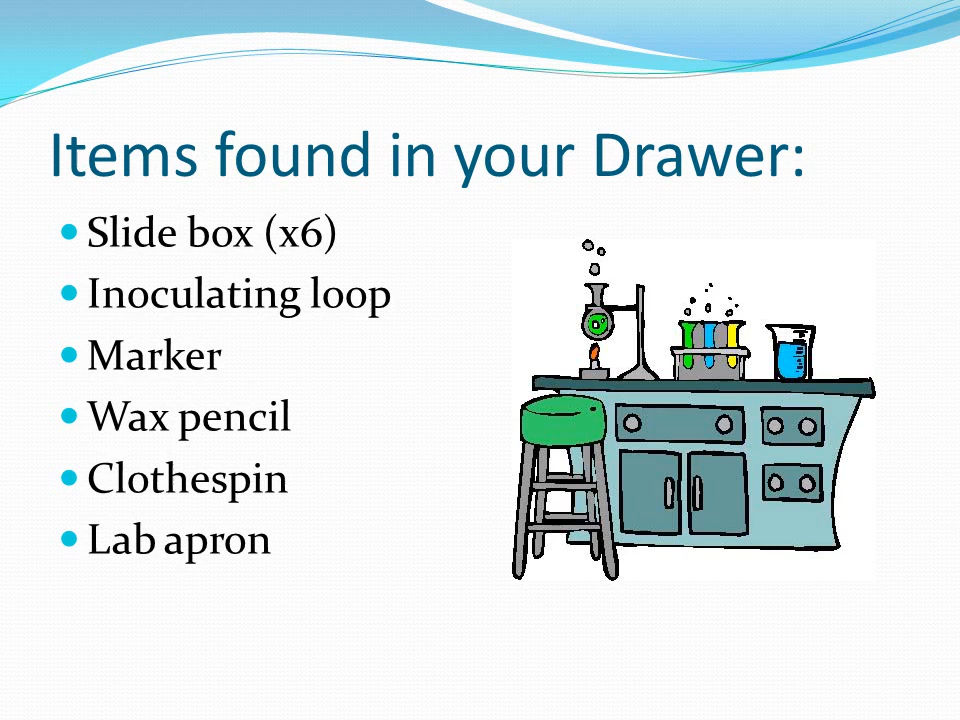 Items found in your Drawer:
Slide box (x6)
Inoculating loop
Marker
Wax pencil
Clothespin
Lab apron